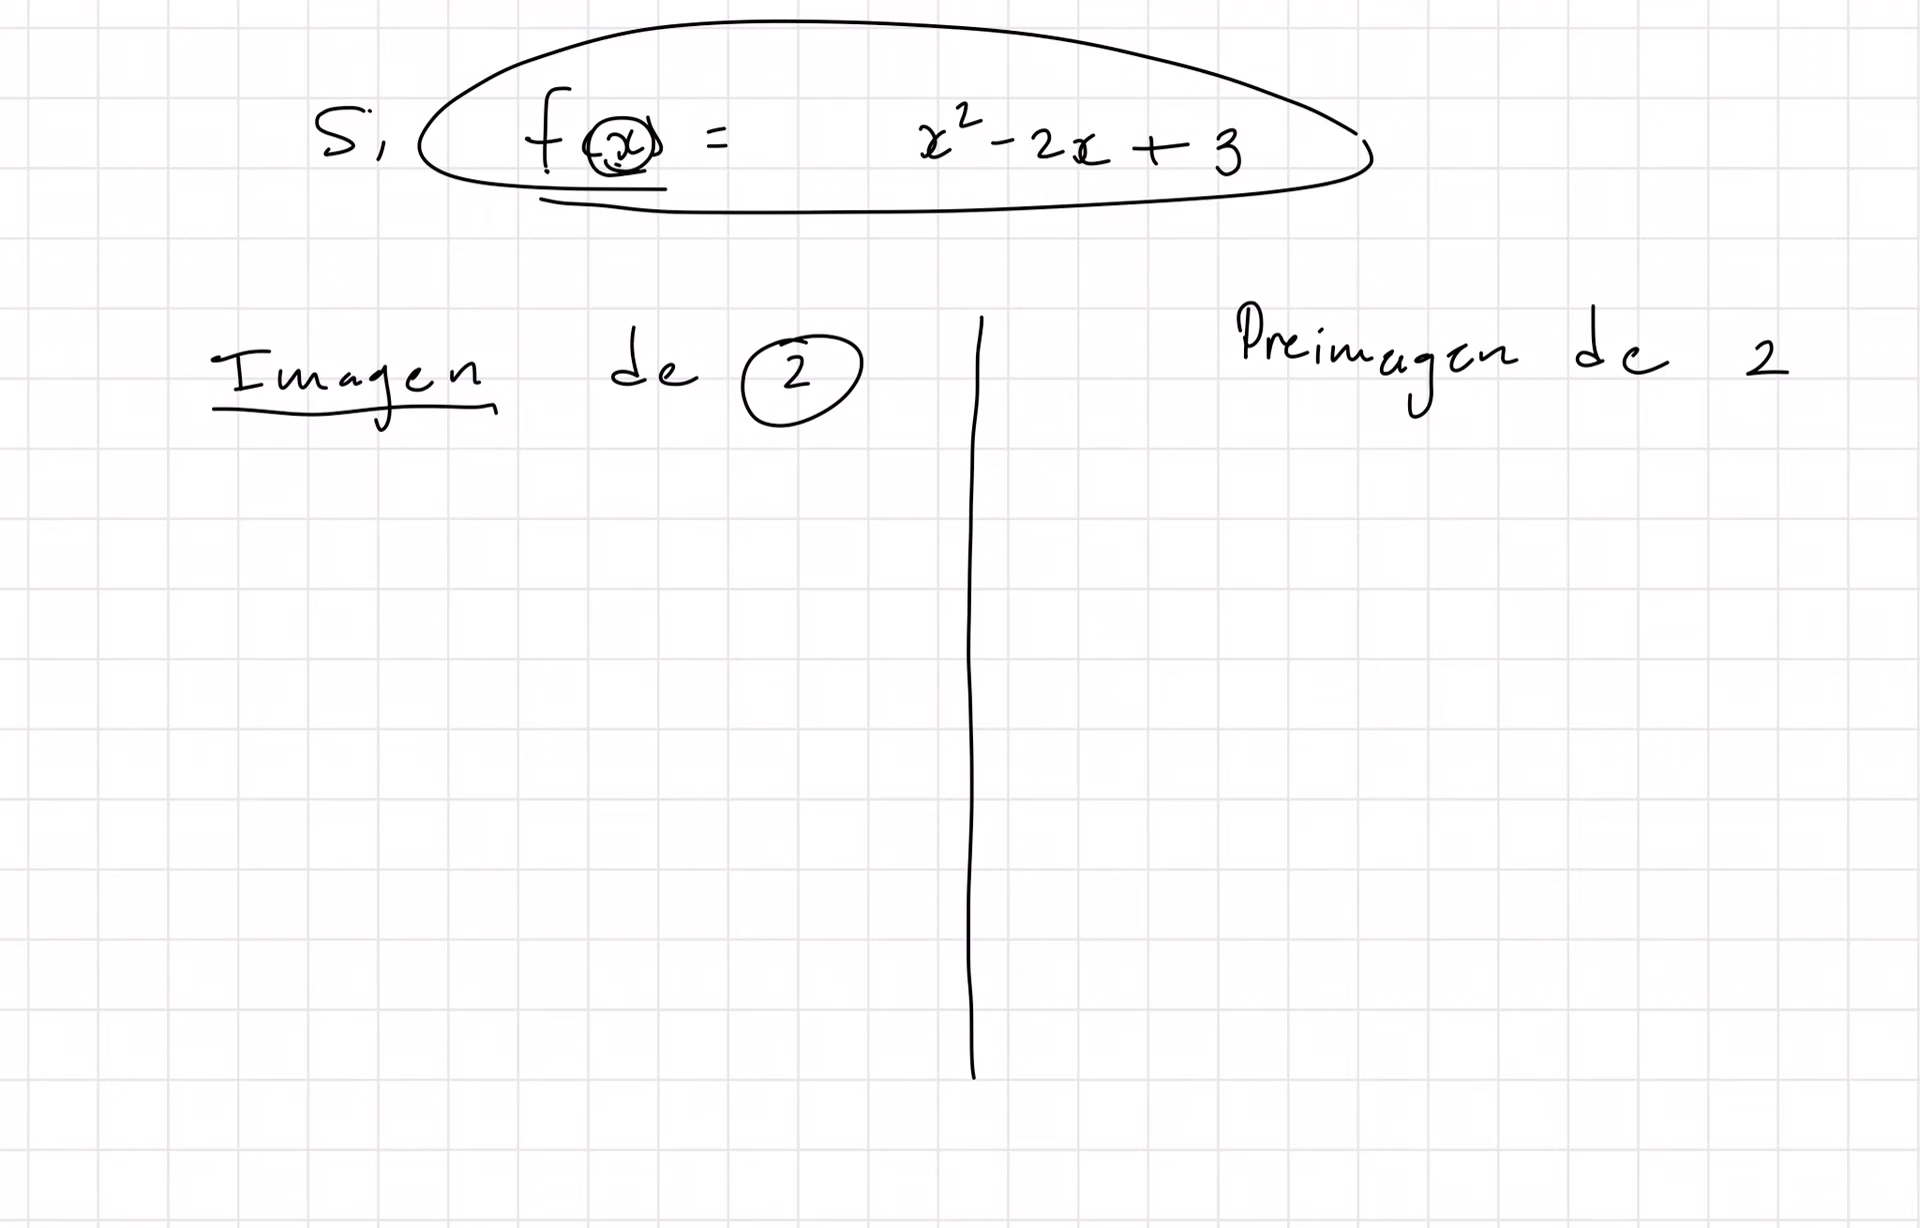 Si f(x) = x² - 2x + 3
Imagen de 2
Preimagen de 2